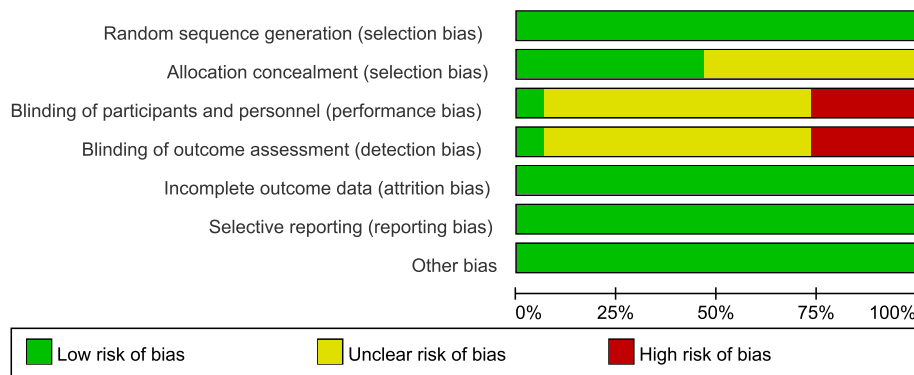 Random sequence generation (selection bias)
Allocation concealment (selection bias)
Blinding of participants and personnel (performance bias)
Blinding of outcome assessment (detection bias)
Incomplete outcome data (attrition bias)
Selective reporting (reporting bias)
Other bias
0% 25% 50% 75% 100%
Low risk of bias Unclear risk of bias High risk of bias